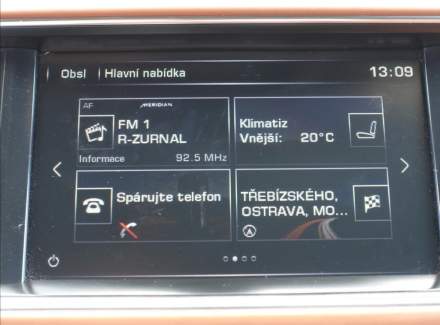 Obsl Hlavní nabídka 13:09
AF MERIDIAN
FM 1
R-ZURNAL
Informace 92.5 MHz
Klimatiz
Vnější: 20°C
Spárujte telefon
TŘEBÍZSKÉHO,
OSTRAVA, MO...